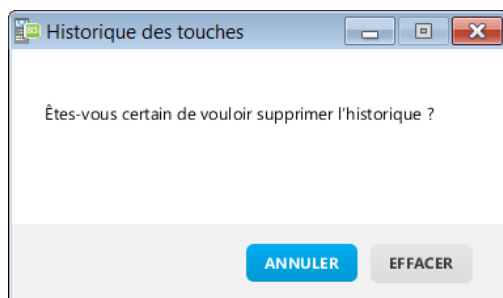 Historique des touches
Êtes-vous certain de vouloir supprimer l'historique ?
ANNULER EFFACER